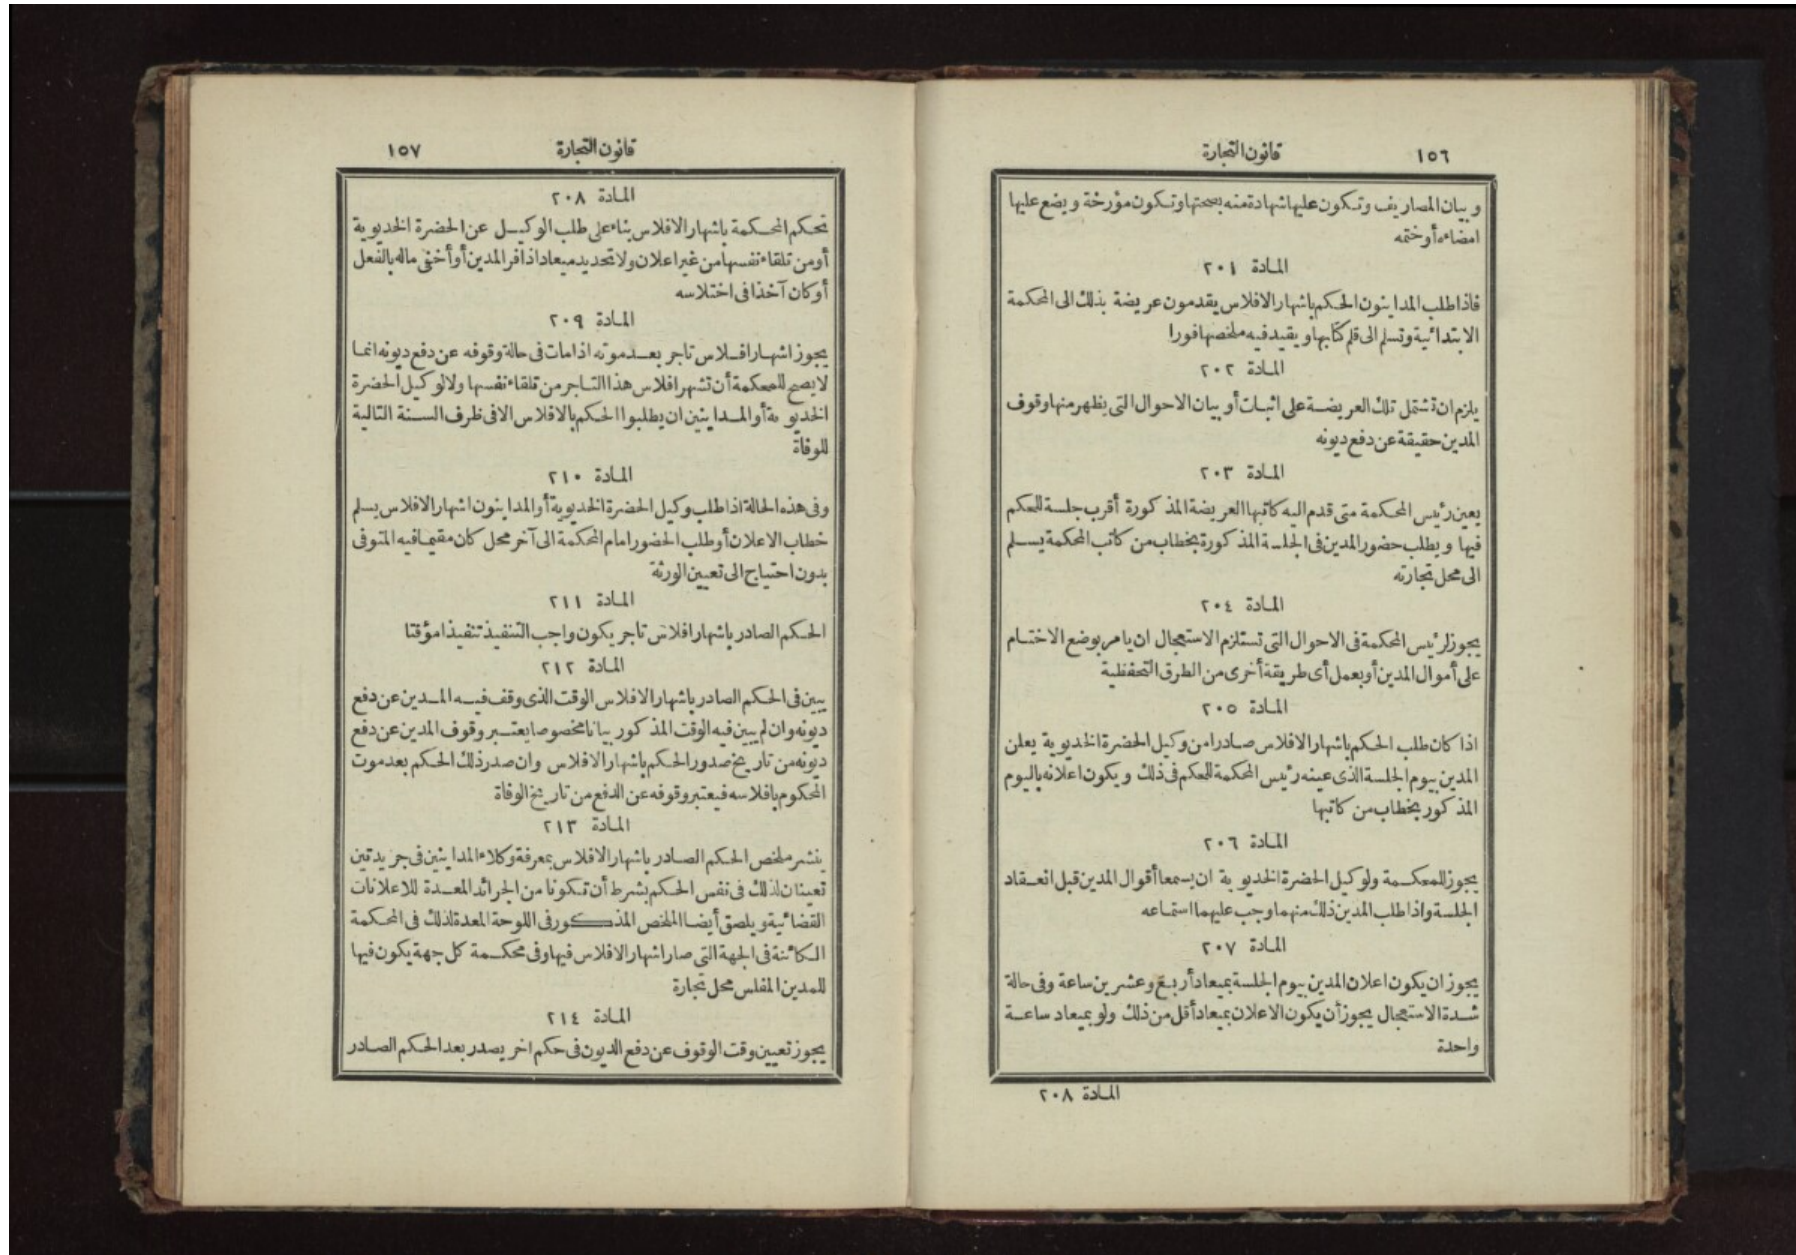 ١٥٦
قانون التجارة
وبيان المصاريف وتكون عليها شهادة منه بصحتها وتكون مؤرخة ويضع عليها
امضاءه أو ختمه
المادة ٢٠١
فاذا طلب المداينون الحكم باشهار الافلاس يقدمون عريضة بذلك الى المحكمة
الابتدائية وتسلم الى قلم كتابها ويقيد فيه ملخصها فورا
المادة ٢٠٢
يلزم ان تشتمل تلك العريضة على اثبات أو بيان الاحوال التى يظهر منها وقوف
المدين حقيقة عن دفع ديونه
المادة ٢٠٣
يعين رئيس المحكمة متى قدم اليه كاتبها العريضة المذكورة أقرب جلسة للحكم
فيها ويطلب حضور المدين فى الجلسة المذكورة بخطاب من كاتب المحكمة يسلم
الى محل تجارته
المادة ٢٠٤
يجوز لرئيس المحكمة فى الاحوال التى تستلزم الاستعجال ان يامر بوضع الاختام
على أموال المدين أو بعمل أى طريقة أخرى من الطرق التحفظية
المادة ٢٠٥
اذا كان طلب الحكم باشهار الافلاس صادرا من وكيل الحضرة الخديوية يعلن
المدين بيوم الجلسة الذى عينه رئيس المحكمة للحكم فى ذلك ويكون اعلانه باليوم
المذكور بخطاب من كاتبها
المادة ٢٠٦
يجوز للمحكمة ولوكيل الحضرة الخديوية ان يسمعا أقوال المدين قبل انعقاد
الجلسة واذا طلب المدين ذلك منهما وجب عليهما استماعه
المادة ٢٠٧
يجوز ان يكون اعلان المدين بيوم الجلسة بميعاد أربع وعشرين ساعة وفى حالة
شدة الاستعجال يجوز أن يكون الاعلان بميعاد أقل من ذلك ولو بميعاد ساعة
واحدة
المادة ٢٠٨
قانون التجارة
١٥٧
المادة ٢٠٨
تحكم المحكمة باشهار الافلاس بناء على طلب الوكيل عن الحضرة الخديوية
أو من تلقاء نفسها من غير اعلان ولا تحديد ميعاد اذا فر المدين أو أخفى ماله بالفعل
أو كان آخذا فى اختلاسه
المادة ٢٠٩
يجوز اشهار افلاس تاجر بعد موته اذا مات فى حالة وقوفه عن دفع ديونه انما
لا يصح للمحكمة أن تشهر افلاس هذا التاجر من تلقاء نفسها ولا لوكيل الحضرة
الخديوية أو المداينين ان يطلبوا الحكم بالافلاس الا فى ظرف السنة التالية
للوفاة
المادة ٢١٠
وفى هذه الحالة اذا طلب وكيل الحضرة الخديوية أو المداينون اشهار الافلاس يسلم
خطاب الاعلان أو طلب الحضور امام المحكمة الى آخر محل كان مقيما فيه المتوفى
بدون احتياج الى تعيين الورثة
المادة ٢١١
الحكم الصادر باشهار افلاس تاجر يكون واجب التنفيذ تنفيذا مؤقتا
المادة ٢١٢
يبين فى الحكم الصادر باشهار الافلاس الوقت الذى وقف فيه المدين عن دفع
ديونه وان لم يبين فيه الوقت المذكور بيانا مخصوصا يعتبر وقوف المدين عن دفع
ديونه من تاريخ صدور الحكم باشهار الافلاس وان صدر ذلك الحكم بعد موت
المحكوم بافلاسه فيعتبر وقوفه عن الدفع من تاريخ الوفاة
المادة ٢١٣
ينشر ملخص الحكم الصادر باشهار الافلاس بمعرفة وكلاء المداينين فى جريدتين
تعينان لذلك فى نفس الحكم بشرط أن تكونا من الجرائد المعدة للاعلانات
القضائية ويلصق أيضا الملخص المذكور فى اللوحة المعدة لذلك فى المحكمة
الكائنة فى الجهة التى صار اشهار الافلاس فيها وفى محكمة كل جهة يكون فيها
للمدين المفلس محل تجارة
المادة ٢١٤
يجوز تعيين وقت الوقوف عن دفع الديون فى حكم اخر يصدر بعد الحكم الصادر